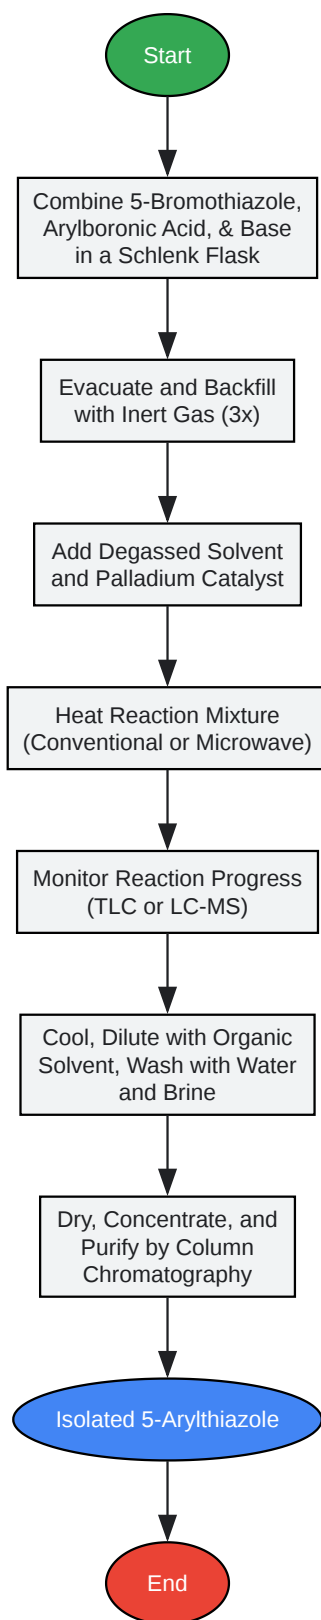 Start
Combine 5-Bromothiazole,
Arylboronic Acid, & Base
in a Schlenk Flask
Evacuate and Backfill
with Inert Gas (3x)
Add Degassed Solvent
and Palladium Catalyst
Heat Reaction Mixture
(Conventional or Microwave)
Monitor Reaction Progress
(TLC or LC-MS)
Cool, Dilute with Organic
Solvent, Wash with Water
and Brine
Dry, Concentrate, and
Purify by Column
Chromatography
Isolated 5-Arylthiazole
End